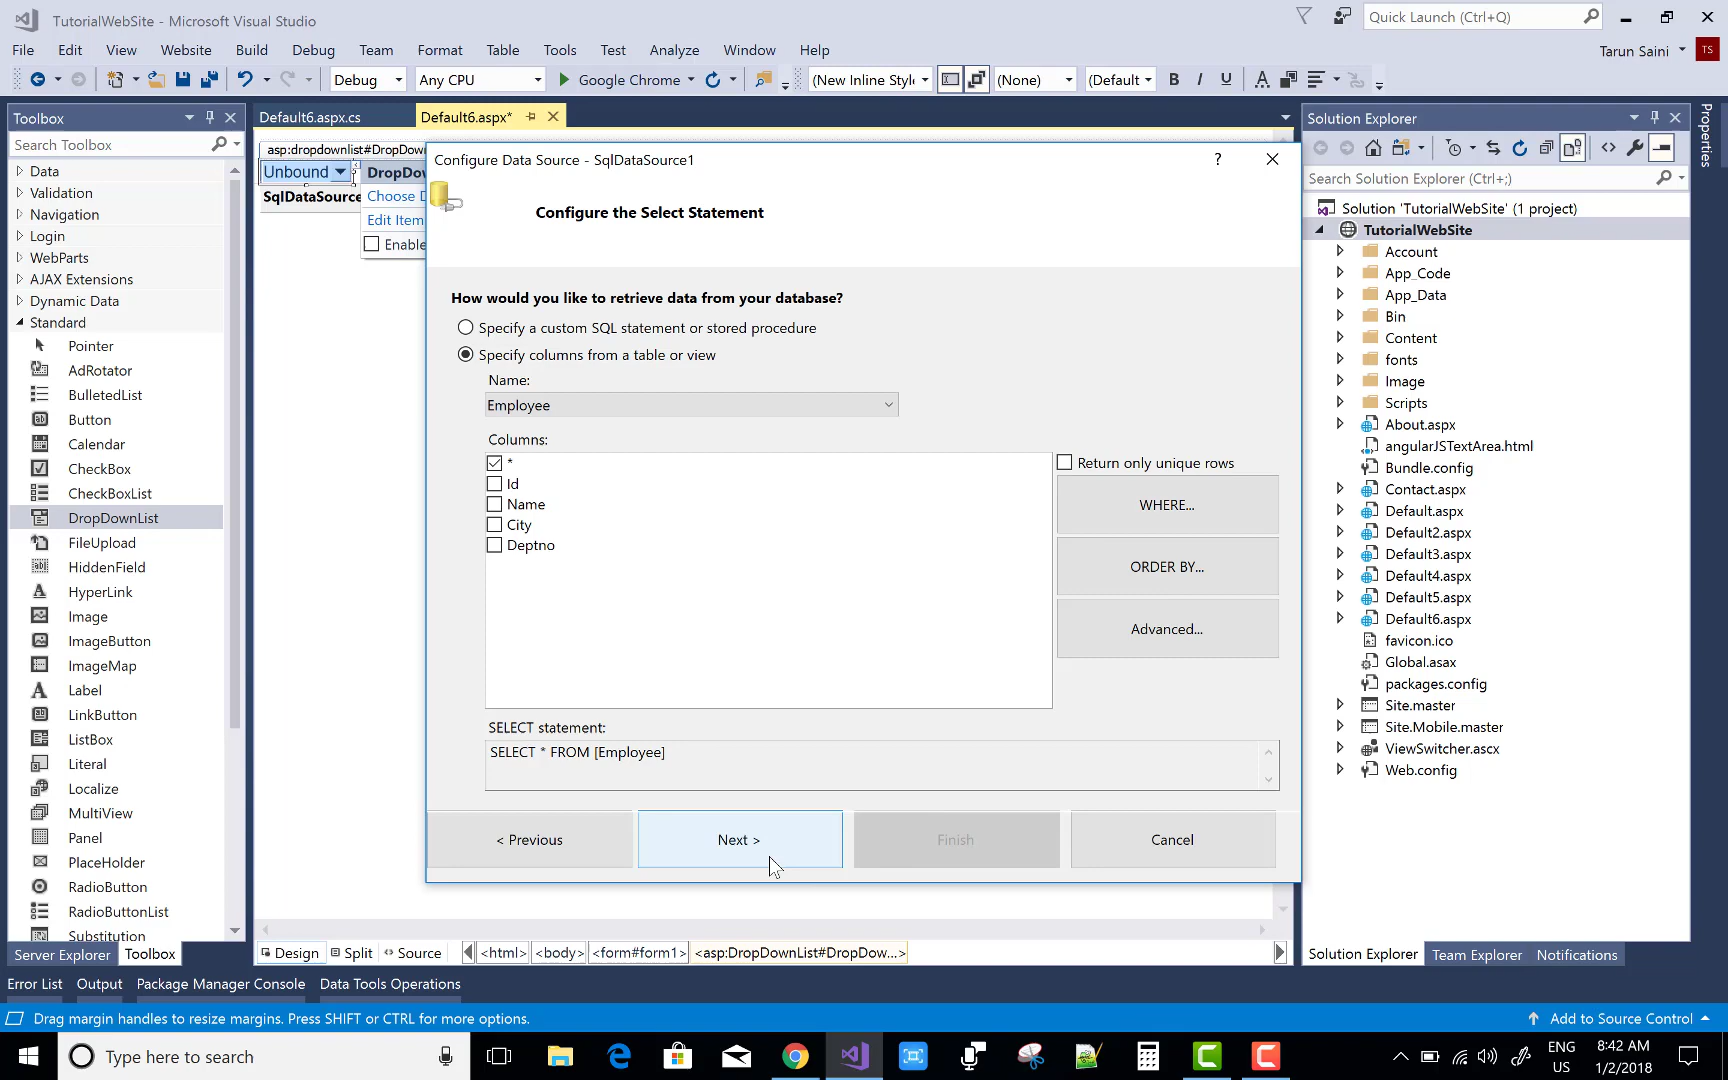 TutorialWebSite - Microsoft Visual Studio
Quick Launch (Ctrl+Q)
File Edit View Website Build Debug Team Format Table Tools Test Analyze Window Help
Tarun Saini TS
Debug Any CPU Google Chrome (New Inline Style (None) (Default B I U A
Toolbox
Search Toolbox
Data
Validation
Navigation
Login
WebParts
AJAX Extensions
Dynamic Data
Standard
Pointer
AdRotator
BulletedList
Button
Calendar
CheckBox
CheckBoxList
DropDownList
FileUpload
HiddenField
HyperLink
Image
ImageButton
ImageMap
Label
LinkButton
ListBox
Literal
Localize
MultiView
Panel
PlaceHolder
RadioButton
RadioButtonList
Substitution
Server Explorer Toolbox
Default6.aspx.cs Default6.aspx*
asp:dropdownlist#DropDown
Unbound
SqlDataSource
DropDow
Choose D
Edit Item
Enable
Configure Data Source - SqlDataSource1
?
Configure the Select Statement
How would you like to retrieve data from your database?
Specify a custom SQL statement or stored procedure
Specify columns from a table or view
Name:
Employee
Columns:
*
Id
Name
City
Deptno
Return only unique rows
WHERE...
ORDER BY...
Advanced...
SELECT statement:
SELECT * FROM [Employee]
< Previous Next > Finish Cancel
Design Split Source <html> <body> <form#form1> <asp:DropDownList#DropDow...>
Solution Explorer
Search Solution Explorer (Ctrl+;)
Solution 'TutorialWebSite' (1 project)
TutorialWebSite
Account
App_Code
App_Data
Bin
Content
fonts
Image
Scripts
About.aspx
angularJSTextArea.html
Bundle.config
Contact.aspx
Default.aspx
Default2.aspx
Default3.aspx
Default4.aspx
Default5.aspx
Default6.aspx
favicon.ico
Global.asax
packages.config
Site.master
Site.Mobile.master
ViewSwitcher.ascx
Web.config
Solution Explorer Team Explorer Notifications
Properties
Error List Output Package Manager Console Data Tools Operations
Drag margin handles to resize margins. Press SHIFT or CTRL for more options.
Add to Source Control
Type here to search
ENG
US
8:42 AM
1/2/2018